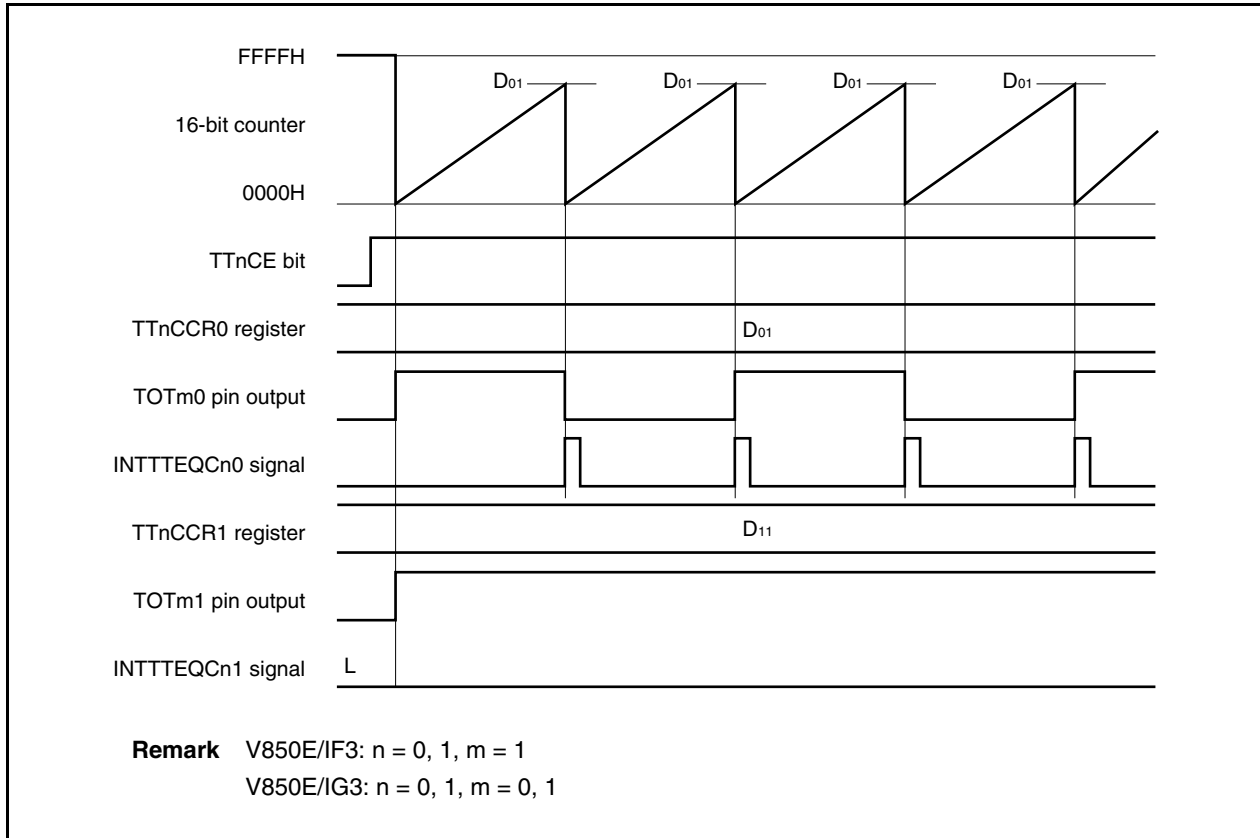 FFFFH
D01 D01 D01 D01
16-bit counter
0000H
TTnCE bit
TTnCCR0 register
D01
TOTm0 pin output
INTTTEQCn0 signal
TTnCCR1 register
D11
TOTm1 pin output
INTTTEQCn1 signal L
Remark V850E/IF3: n = 0, 1, m = 1
V850E/IG3: n = 0, 1, m = 0, 1